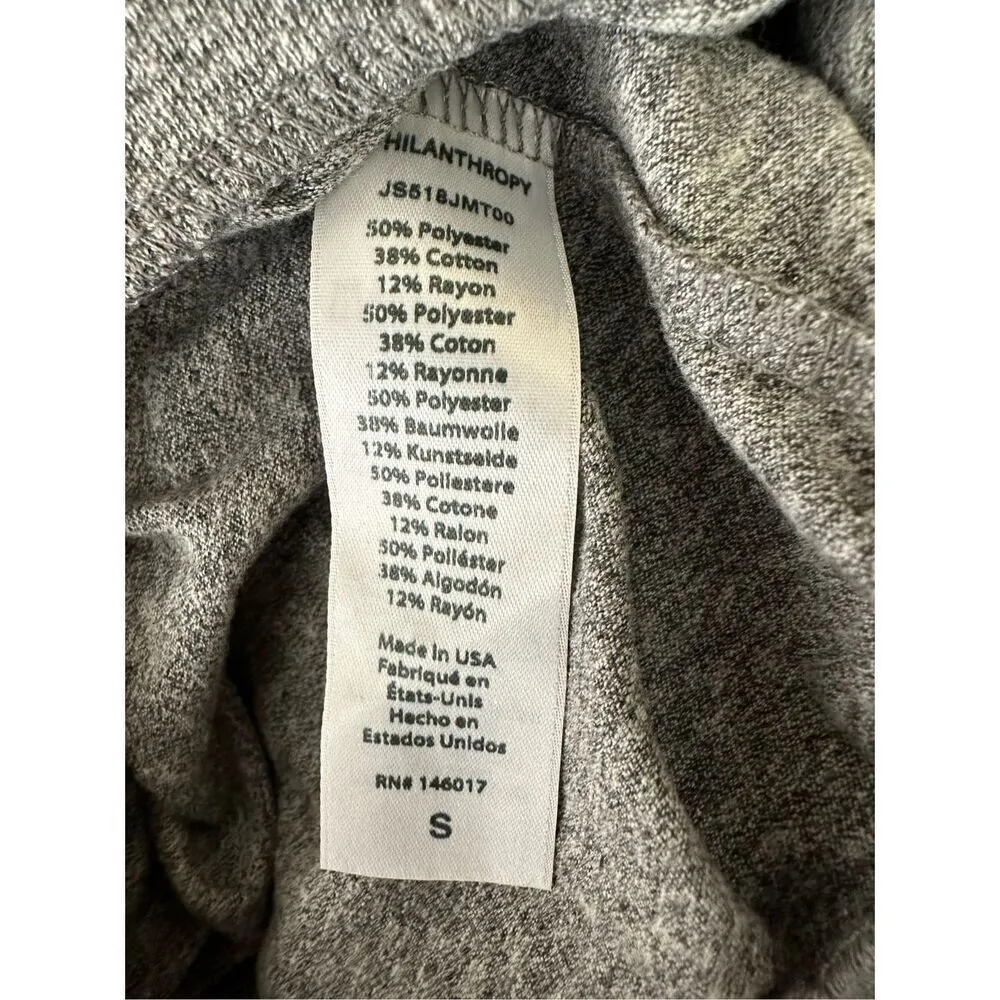 HILANTHROPY
JS518JMT00
50% Polyester
38% Cotton
12% Rayon
50% Polyester
38% Coton
12% Rayonne
50% Polyester
38% Baumwolle
12% Kunstseide
50% Poliestere
38% Cotone
12% Raion
50% Poliéster
38% Algodón
12% Rayón
Made in USA
Fabriqué en
États-Unis
Hecho en
Estados Unidos
RN# 146017
S